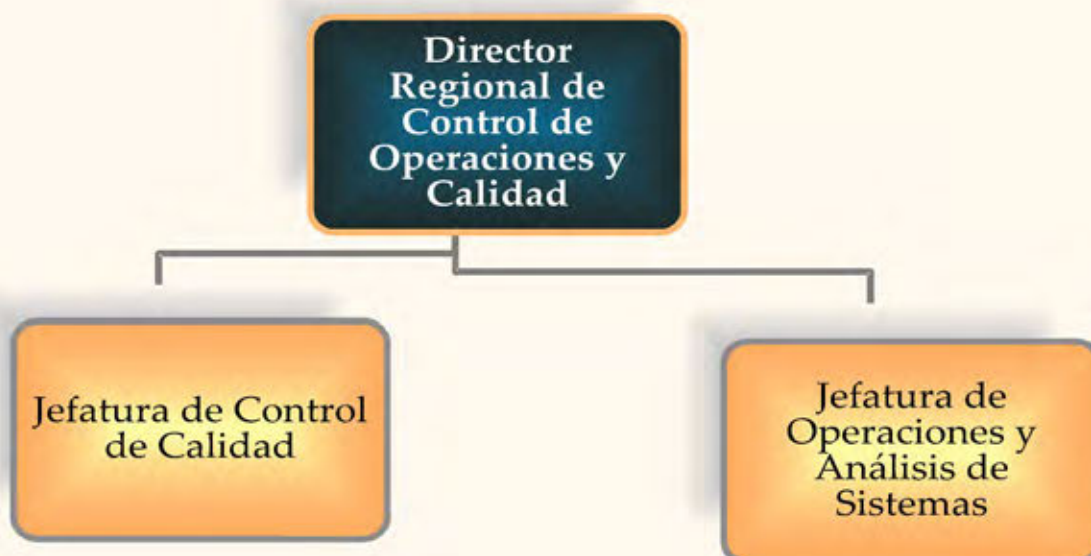 Director
Regional de
Control de
Operaciones y
Calidad
Jefatura de Control
de Calidad
Jefatura de
Operaciones y
Análisis de
Sistemas